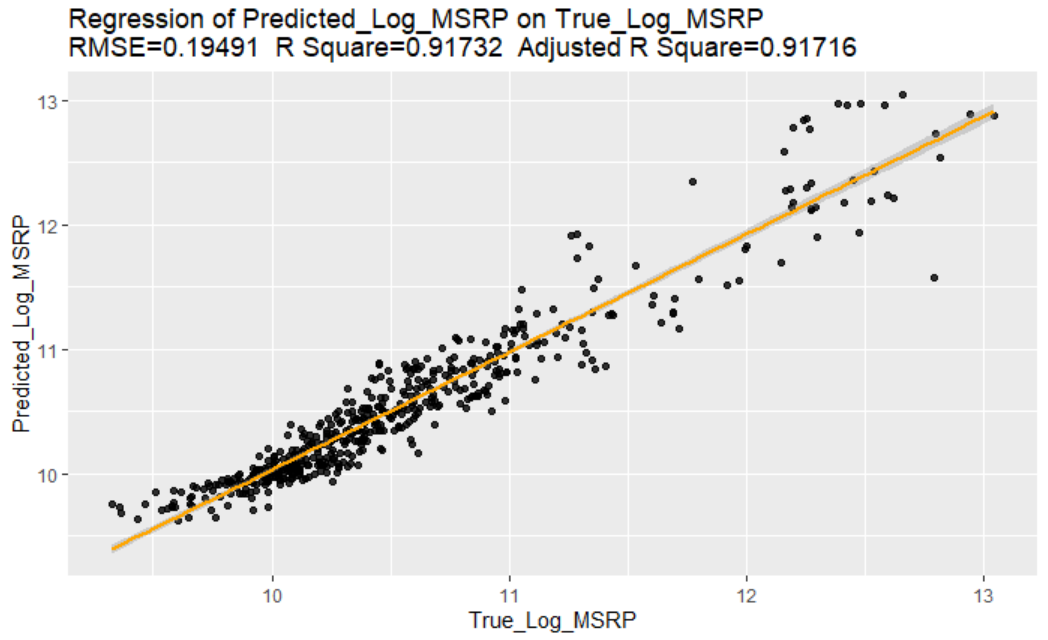 Regression of Predicted_Log_MSRP on True_Log_MSRP
RMSE=0.19491  R Square=0.91732  Adjusted R Square=0.91716
13
12
11
10
Predicted_Log_MSRP
10
11
12
13
True_Log_MSRP